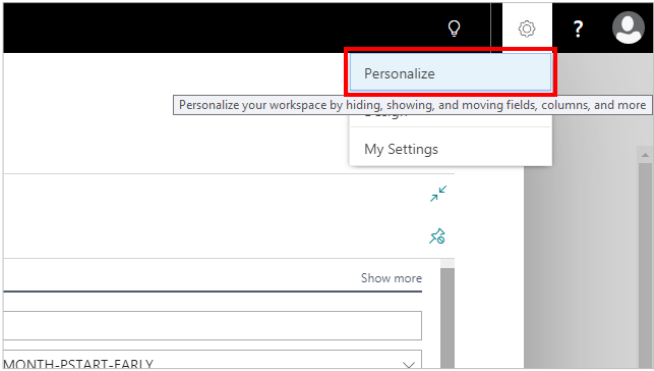 ?
Personalize
Personalize your workspace by hiding, showing, and moving fields, columns, and more
Design
My Settings
Show more
MONTH-PSTART-EARLY